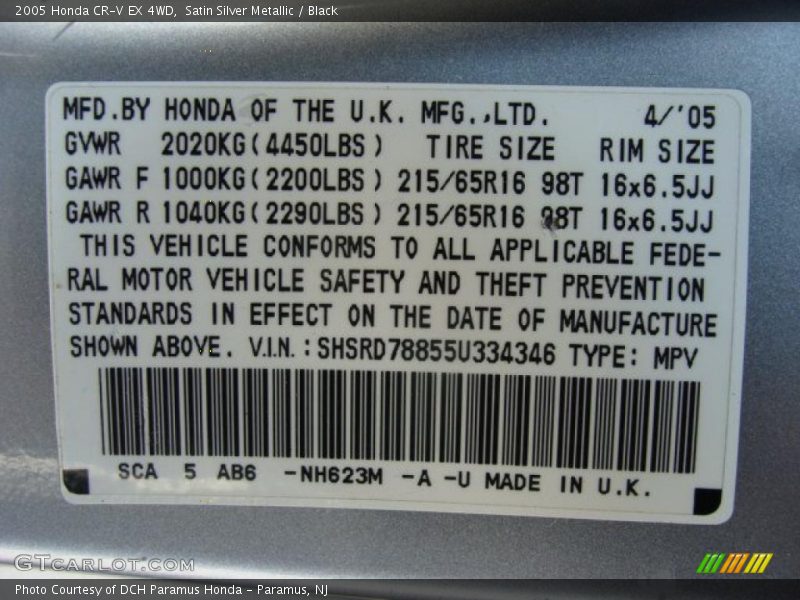 2005 Honda CR-V EX 4WD, Satin Silver Metallic / Black
MFD.BY HONDA OF THE U.K. MFG.,LTD. 4/'05
GVWR 2020KG(4450LBS) TIRE SIZE RIM SIZE
GAWR F 1000KG(2200LBS) 215/65R16 98T 16x6.5JJ
GAWR R 1040KG(2290LBS) 215/65R16 98T 16x6.5JJ
THIS VEHICLE CONFORMS TO ALL APPLICABLE FEDE-
RAL MOTOR VEHICLE SAFETY AND THEFT PREVENTION
STANDARDS IN EFFECT ON THE DATE OF MANUFACTURE
SHOWN ABOVE. V.I.N.:SHSRD78855U334346 TYPE: MPV
SCA 5 AB6 -NH623M -A -U MADE IN U.K.
GTCARLOT.COM
Photo Courtesy of DCH Paramus Honda - Paramus, NJ